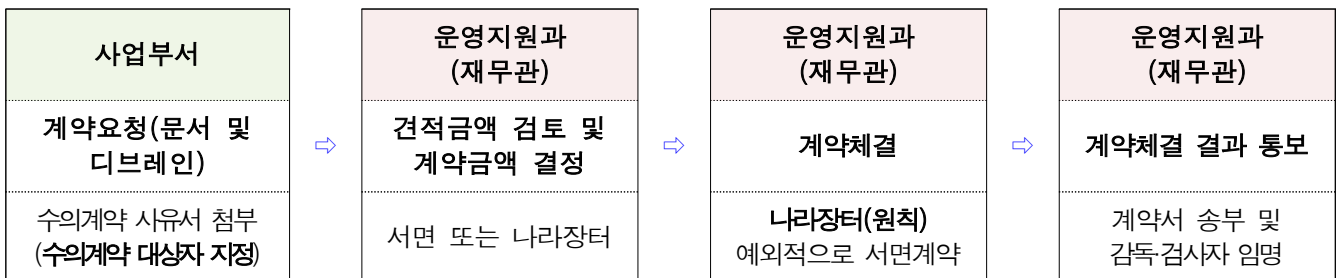 사업부서
계약요청(문서 및
디브레인)
수의계약 사유서 첨부
(수의계약 대상자 지정)
⇨
운영지원과
(재무관)
견적금액 검토 및
계약금액 결정
서면 또는 나라장터
⇨
운영지원과
(재무관)
계약체결
나라장터(원칙)
예외적으로 서면계약
⇨
운영지원과
(재무관)
계약체결 결과 통보
계약서 송부 및
감독·검사자 임명